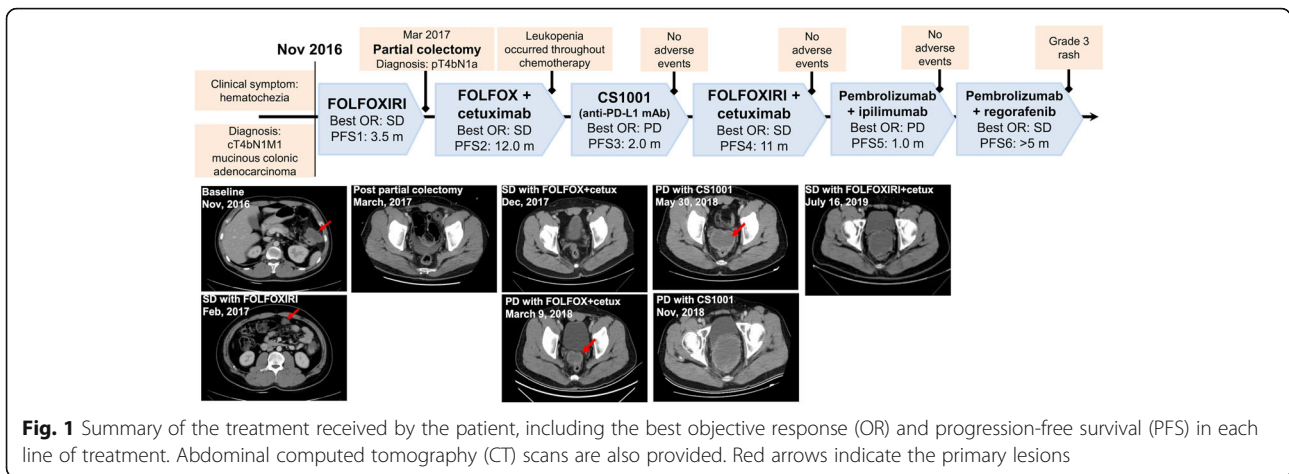 Nov 2016
Clinical symptom:
hematochezia
Diagnosis:
cT4bN1M1
mucinous colonic
adenocarcinoma
FOLFOXIRI
Best OR: SD
PFS1: 3.5 m
Mar 2017
Partial colectomy
Diagnosis: pT4bN1a
FOLFOX +
cetuximab
Best OR: SD
PFS2: 12.0 m
Leukopenia
occurred throughout
chemotherapy
CS1001
(anti-PD-L1 mAb)
Best OR: PD
PFS3: 2.0 m
No
adverse
events
FOLFOXIRI +
cetuximab
Best OR: SD
PFS4: 11 m
No
adverse
events
Pembrolizumab
+ ipilimumab
Best OR: PD
PFS5: 1.0 m
No
adverse
events
Pembrolizumab
+ regorafenib
Best OR: SD
PFS6: >5 m
Grade 3
rash
Baseline
Nov, 2016
Post partial colectomy
March, 2017
SD with FOLFOX+cetux
Dec, 2017
PD with CS1001
May 30, 2018
SD with FOLFOXIRI+cetux
July 16, 2019
SD with FOLFOXIRI
Feb, 2017
PD with FOLFOX+cetux
March 9, 2018
PD with CS1001
Nov, 2018
Fig. 1 Summary of the treatment received by the patient, including the best objective response (OR) and progression-free survival (PFS) in each
line of treatment. Abdominal computed tomography (CT) scans are also provided. Red arrows indicate the primary lesions